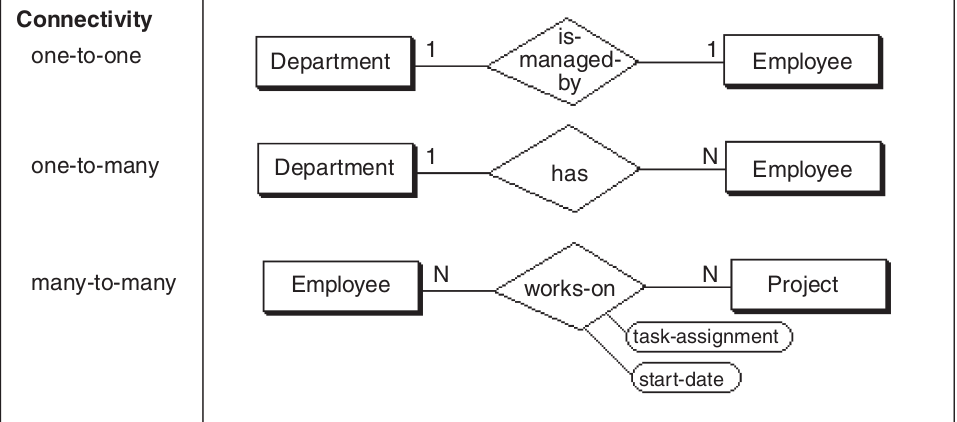 Connectivity
one-to-one
Department 1 is- 1 Employee
managed-
by
one-to-many
Department 1 has N Employee
many-to-many
Employee N works-on N Project
task-assignment
start-date